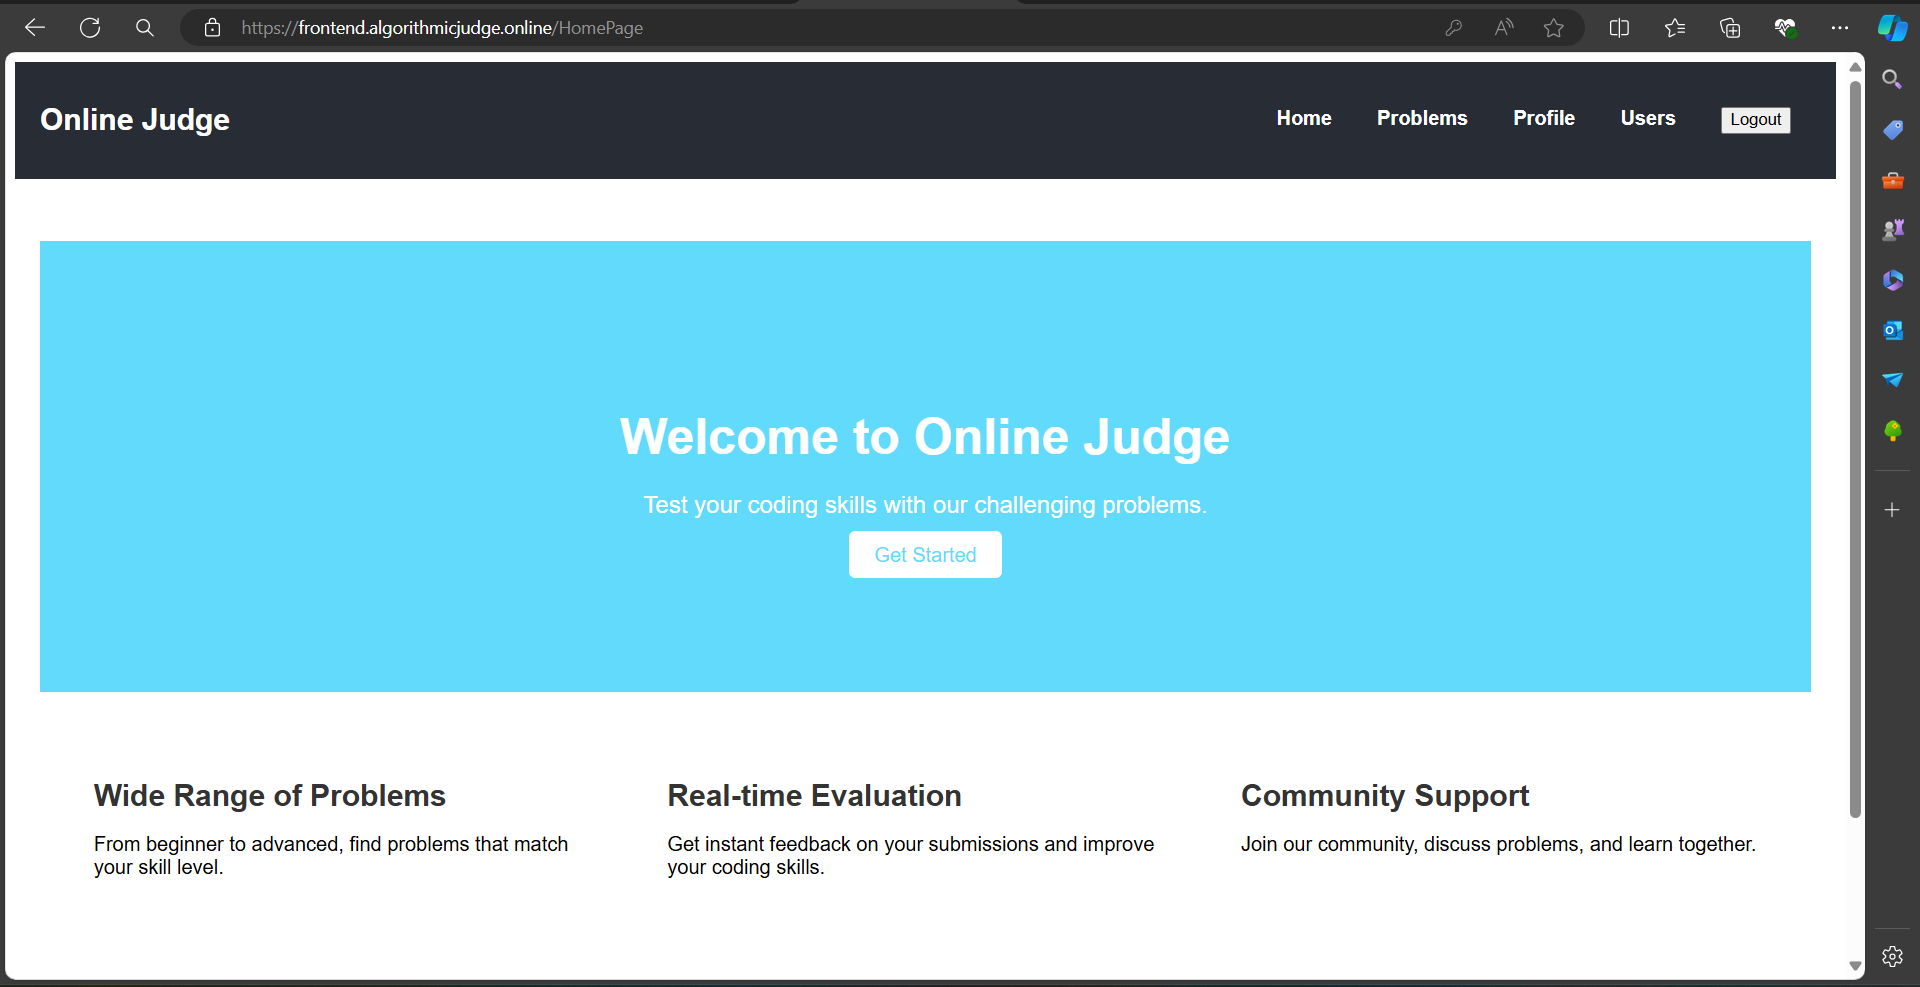 https://frontend.algorithmicjudge.online/HomePage
Online Judge
Home Problems Profile Users Logout
Welcome to Online Judge
Test your coding skills with our challenging problems.
Get Started
Wide Range of Problems
From beginner to advanced, find problems that match
your skill level.
Real-time Evaluation
Get instant feedback on your submissions and improve
your coding skills.
Community Support
Join our community, discuss problems, and learn together.